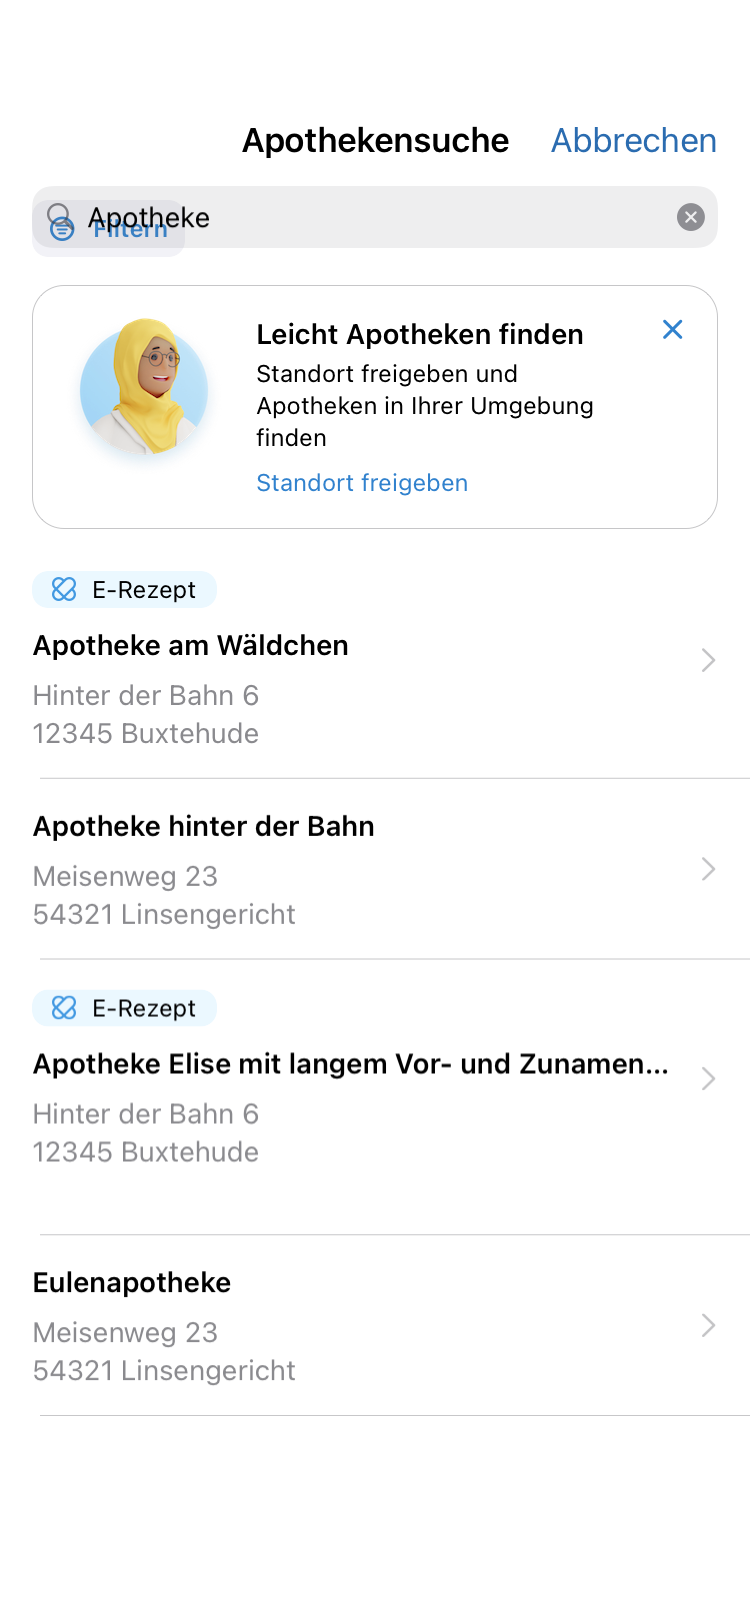 Apothekensuche
Abbrechen
Apotheke
Filtern
Leicht Apotheken finden
Standort freigeben und
Apotheken in Ihrer Umgebung
finden
Standort freigeben
E-Rezept
Apotheke am Wäldchen
Hinter der Bahn 6
12345 Buxtehude
Apotheke hinter der Bahn
Meisenweg 23
54321 Linsengericht
E-Rezept
Apotheke Elise mit langem Vor- und Zunamen...
Hinter der Bahn 6
12345 Buxtehude
Eulenapotheke
Meisenweg 23
54321 Linsengericht